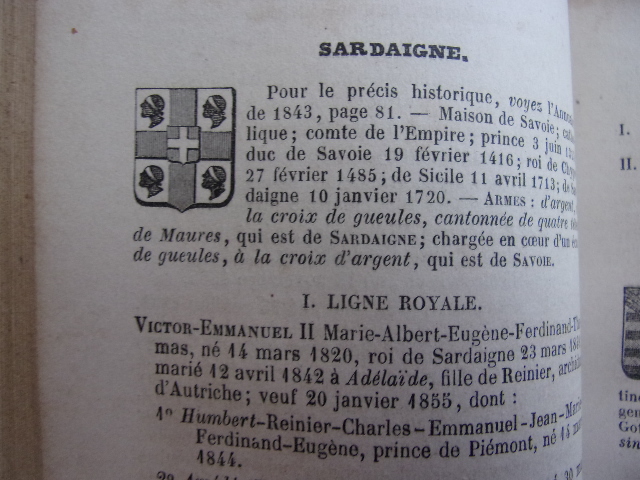 SARDAIGNE.
Pour le précis historique, voyez
de 1843, page 81. — Maison de Savoie;
lique; comte de l'Empire; prince 3 juin
duc de Savoie 19 février 1416; roi de
27 février 1485; de Sicile 11 avril 1713; de
daigne 10 janvier 1720. — ARMES : d'argent,
la croix de gueules, cantonnée de quatre
de Maures, qui est de SARDAIGNE; chargée en cœur d'un
de gueules, à la croix d'argent, qui est de SAVOIE.
I. LIGNE ROYALE.
VICTOR-EMMANUEL II Marie-Albert-Eugène-Ferdinand-
mas, né 14 mars 1820, roi de Sardaigne 23 mars
marié 12 avril 1842 à Adélaïde, fille de Reinier,
d'Autriche; veuf 20 janvier 1855, dont :
1º Humbert-Reinier-Charles-Emmanuel-Jean-
Ferdinand-Eugène, prince de Piémont, né
1844.
I.
II.